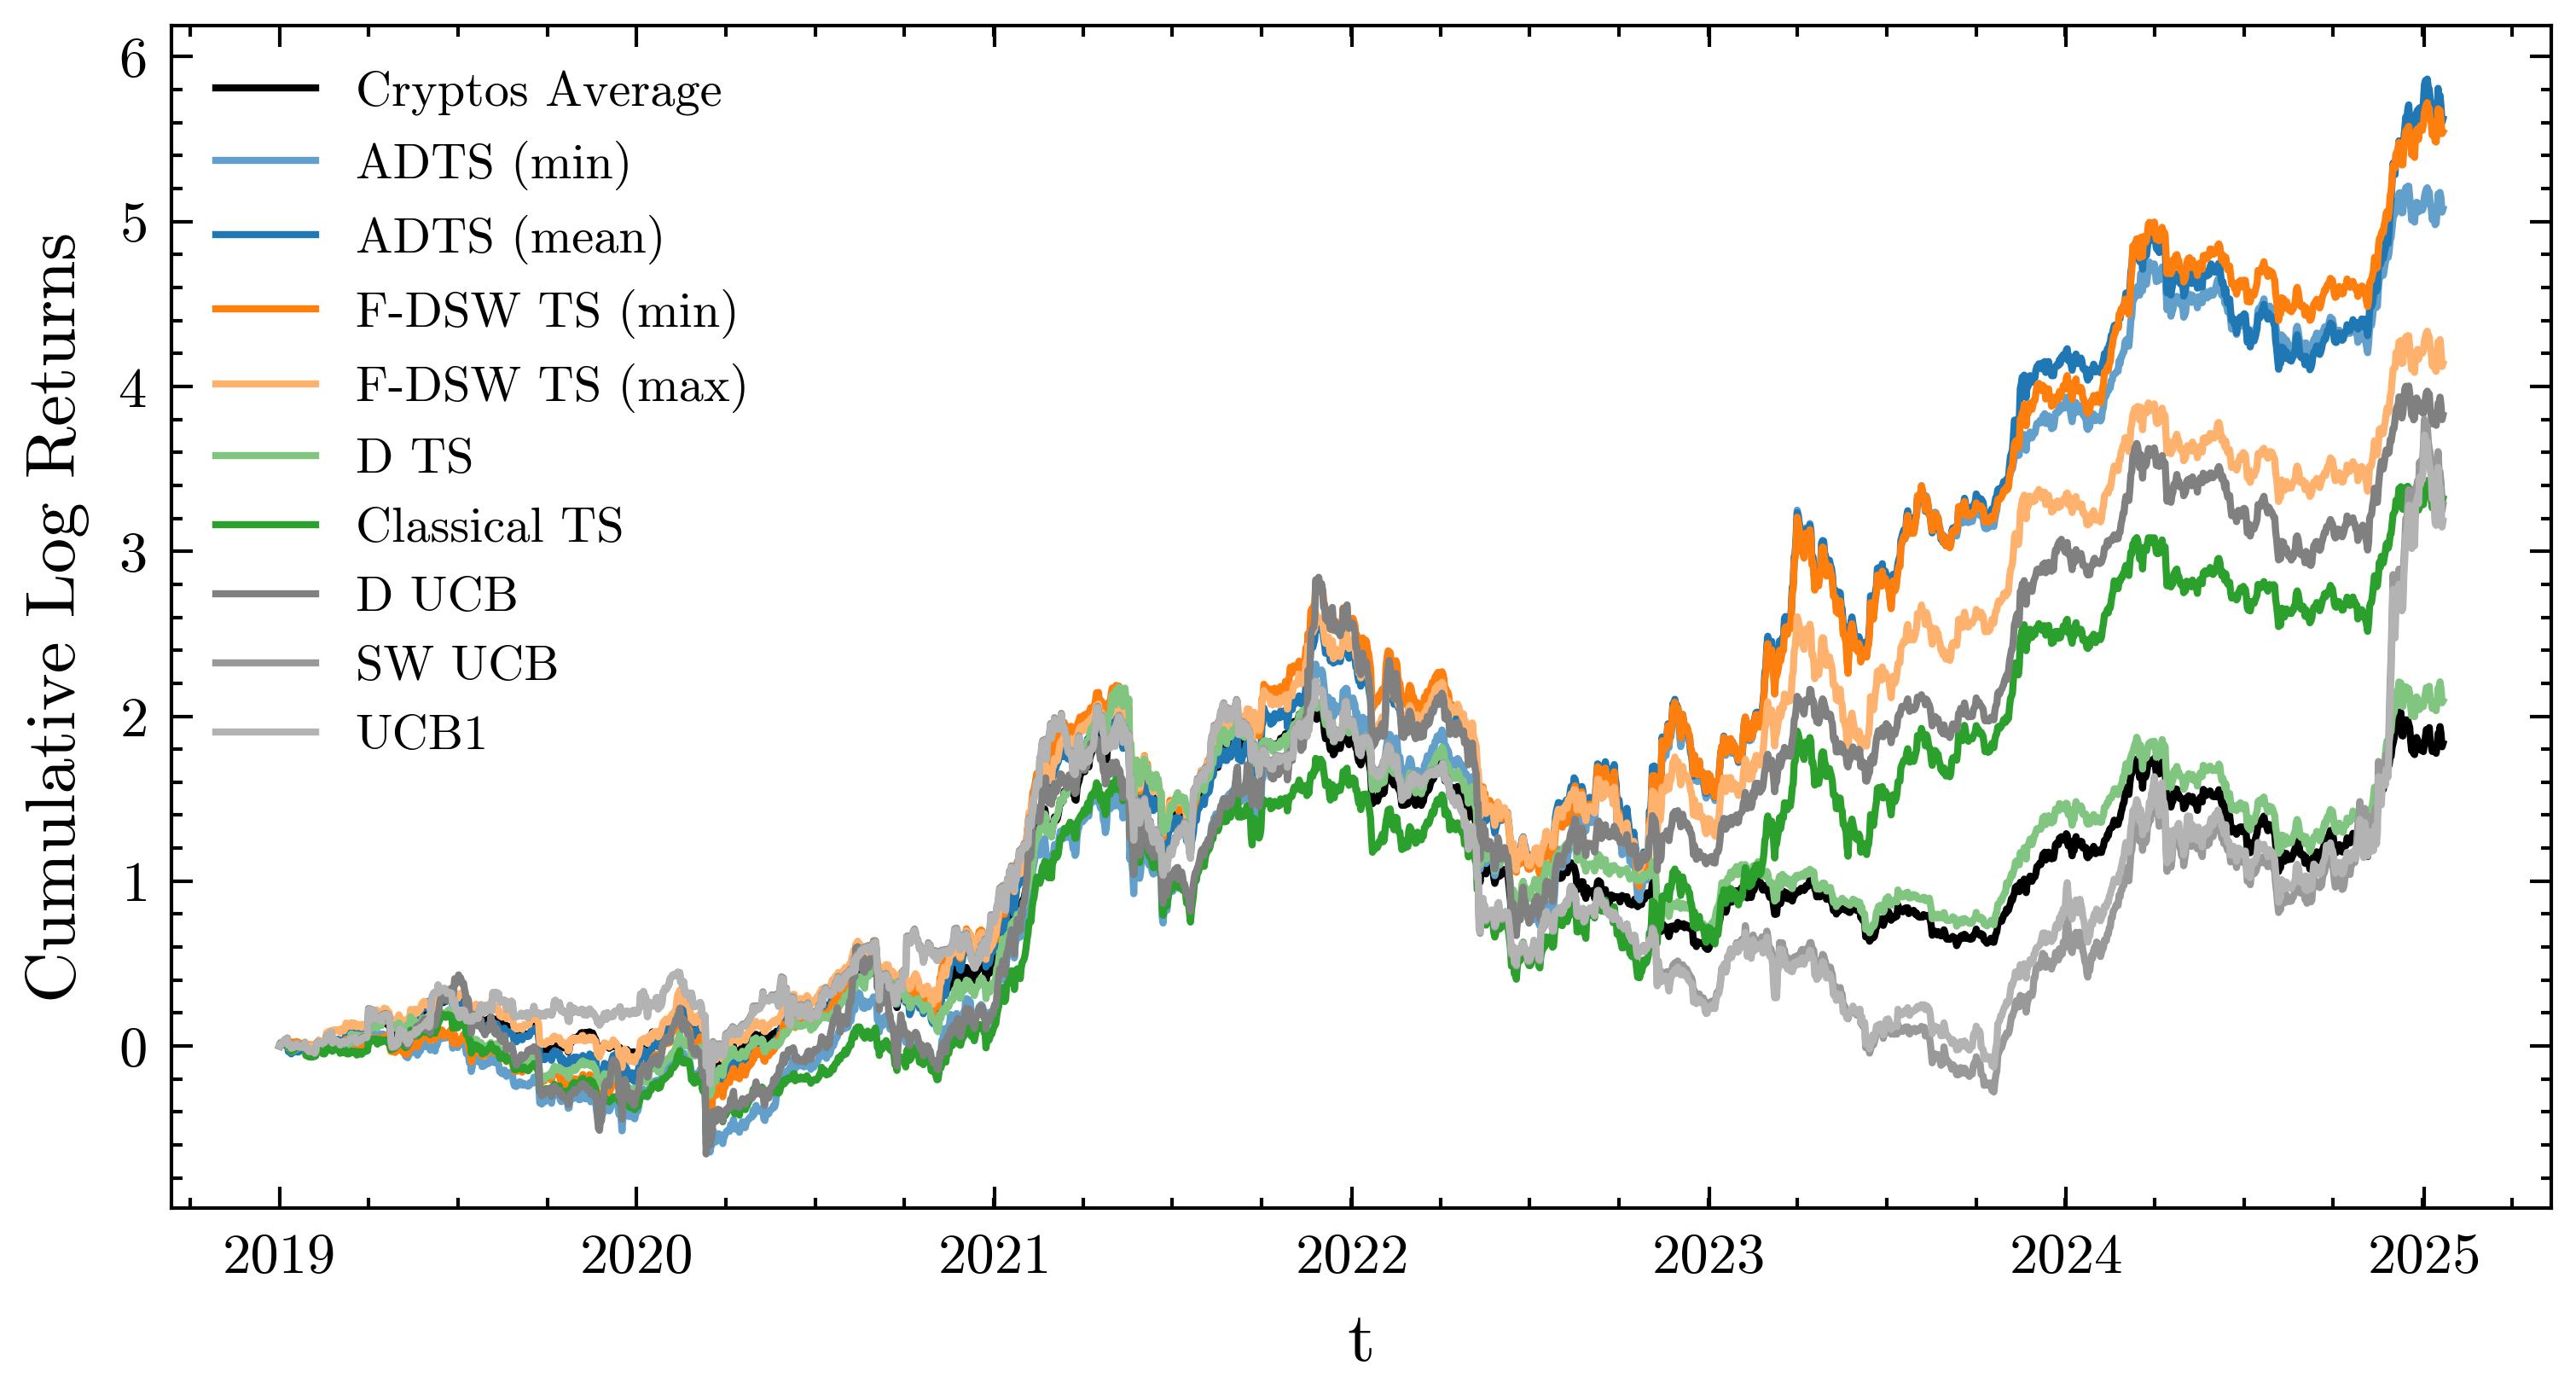 Cumulative Log Returns
6
5
4
3
2
1
0
Cryptos Average
ADTS (min)
ADTS (mean)
F-DSW TS (min)
F-DSW TS (max)
D TS
Classical TS
D UCB
SW UCB
UCB1
2019
2020
2021
2022
2023
2024
2025
t